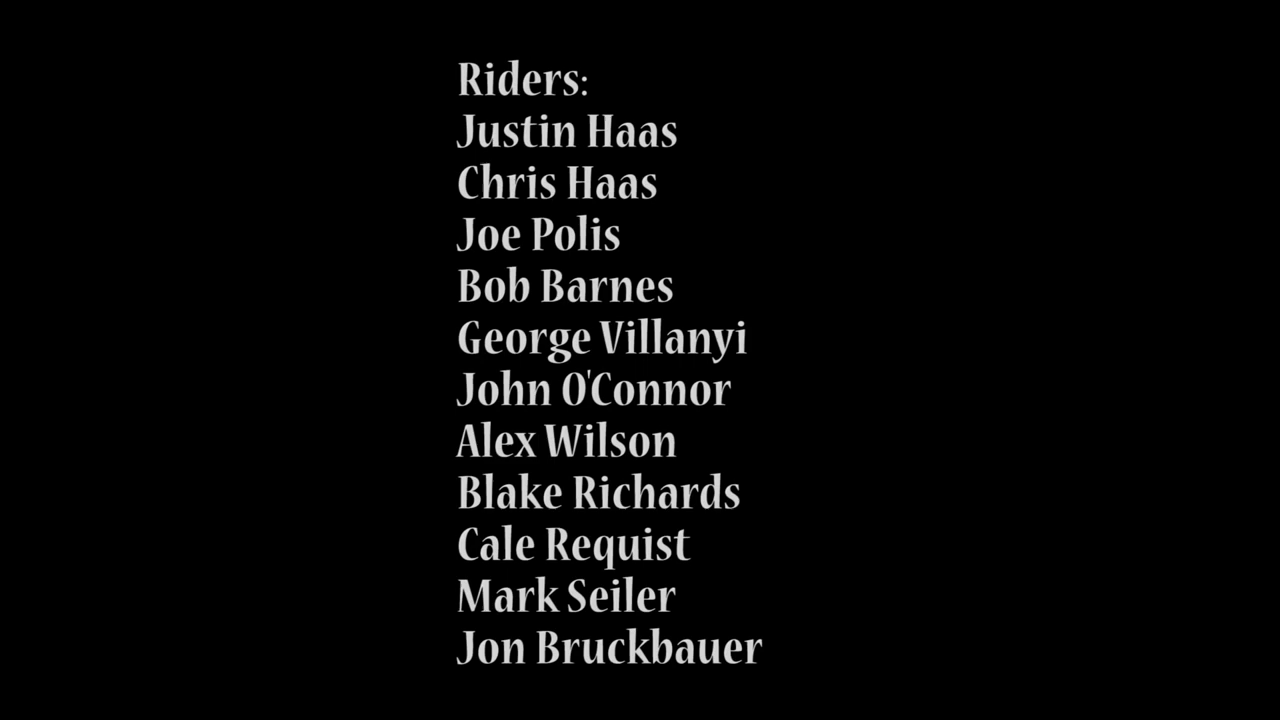 Riders:
Justin Haas
Chris Haas
Joe Polis
Bob Barnes
George Villanyi
John O'Connor
Alex Wilson
Blake Richards
Cale Requist
Mark Seiler
Jon Bruckbauer